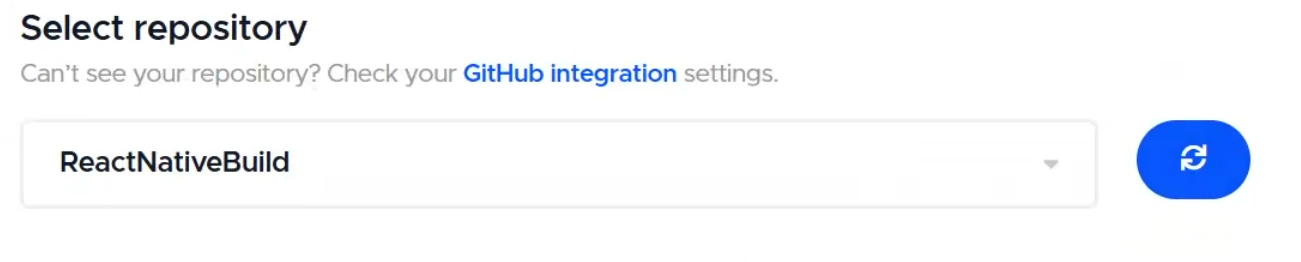 Select repository
Can't see your repository? Check your GitHub integration settings.
ReactNativeBuild